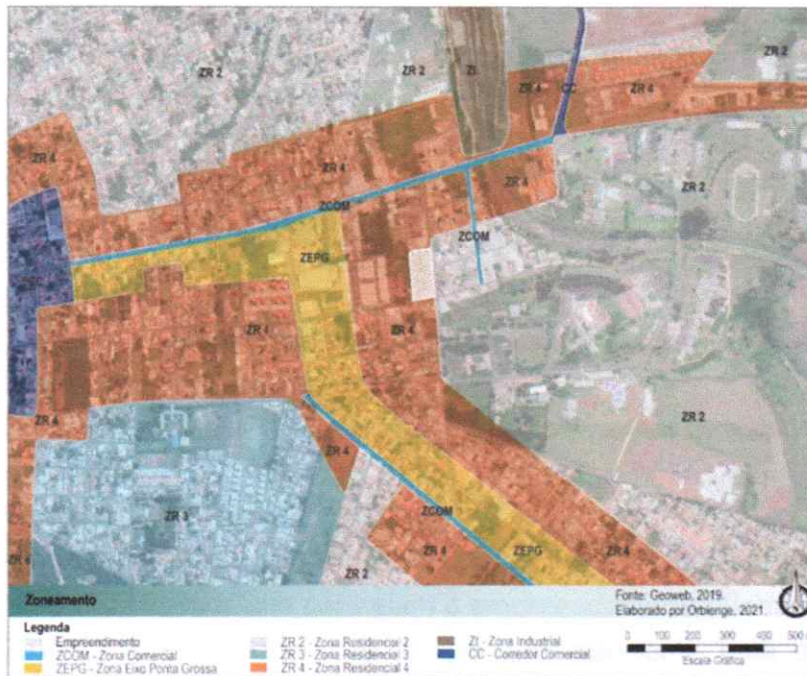 ZR 2
ZR 2
ZI
ZR 2
ZR 4
CC
ZR 4
ZR 4
ZR 4
ZR 4
ZR 2
ZCOM
ZCOM
ZEPG
ZR 4
ZR 4
ZR 4
ZR 2
ZR 4
ZR 3
ZCOM
ZR 4
ZEPG
ZR 4
ZR 2
Zoneamento
Fonte: Geoweb, 2019.
Elaborado por Orbienge, 2021.
Legenda
Empreendimento
ZCOM - Zona Comercial
ZEPG - Zona Eixo Ponta Grossa
ZR 2 - Zona Residencial 2
ZR 3 - Zona Residencial 3
ZR 4 - Zona Residencial 4
ZI - Zona Industrial
CC - Corredor Comercial
0 100 200 300 400 500
Escala Gráfica